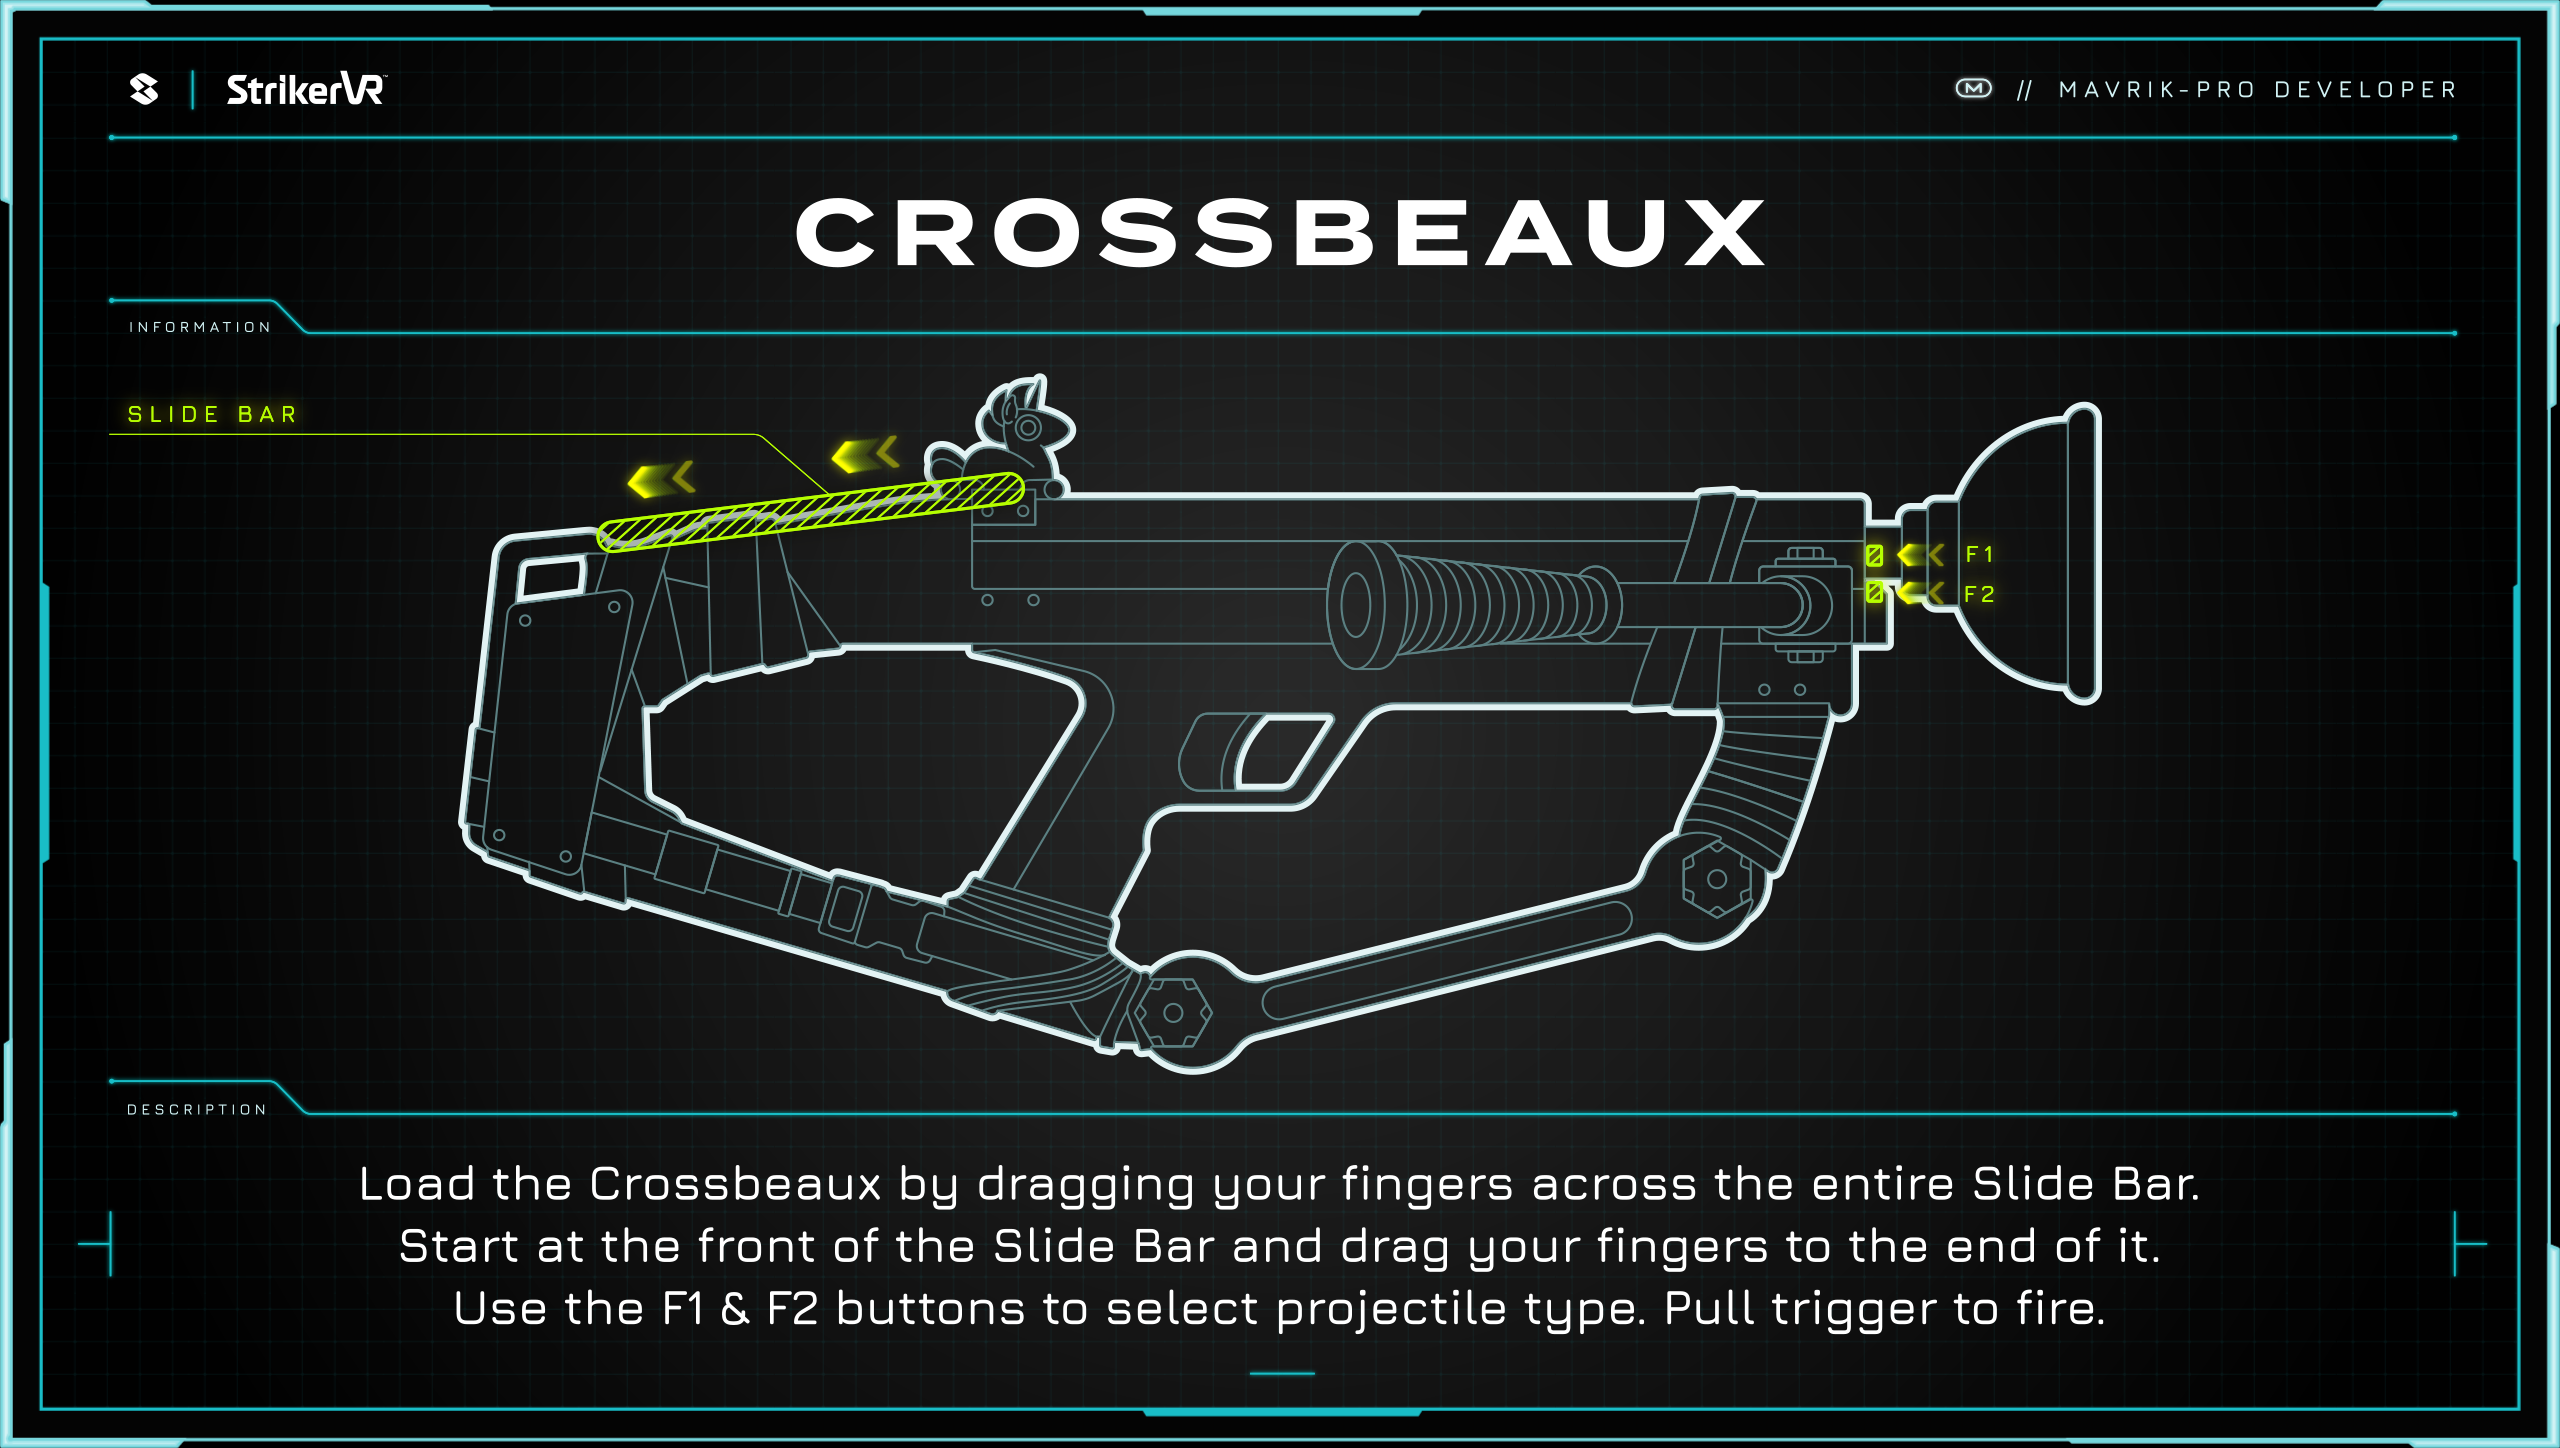 StrikerVR™
M // MAVRIK-PRO DEVELOPER
CROSSBEAUX
INFORMATION
SLIDE BAR
F1
F2
DESCRIPTION
Load the Crossbeaux by dragging your fingers across the entire Slide Bar.
Start at the front of the Slide Bar and drag your fingers to the end of it.
Use the F1 & F2 buttons to select projectile type. Pull trigger to fire.